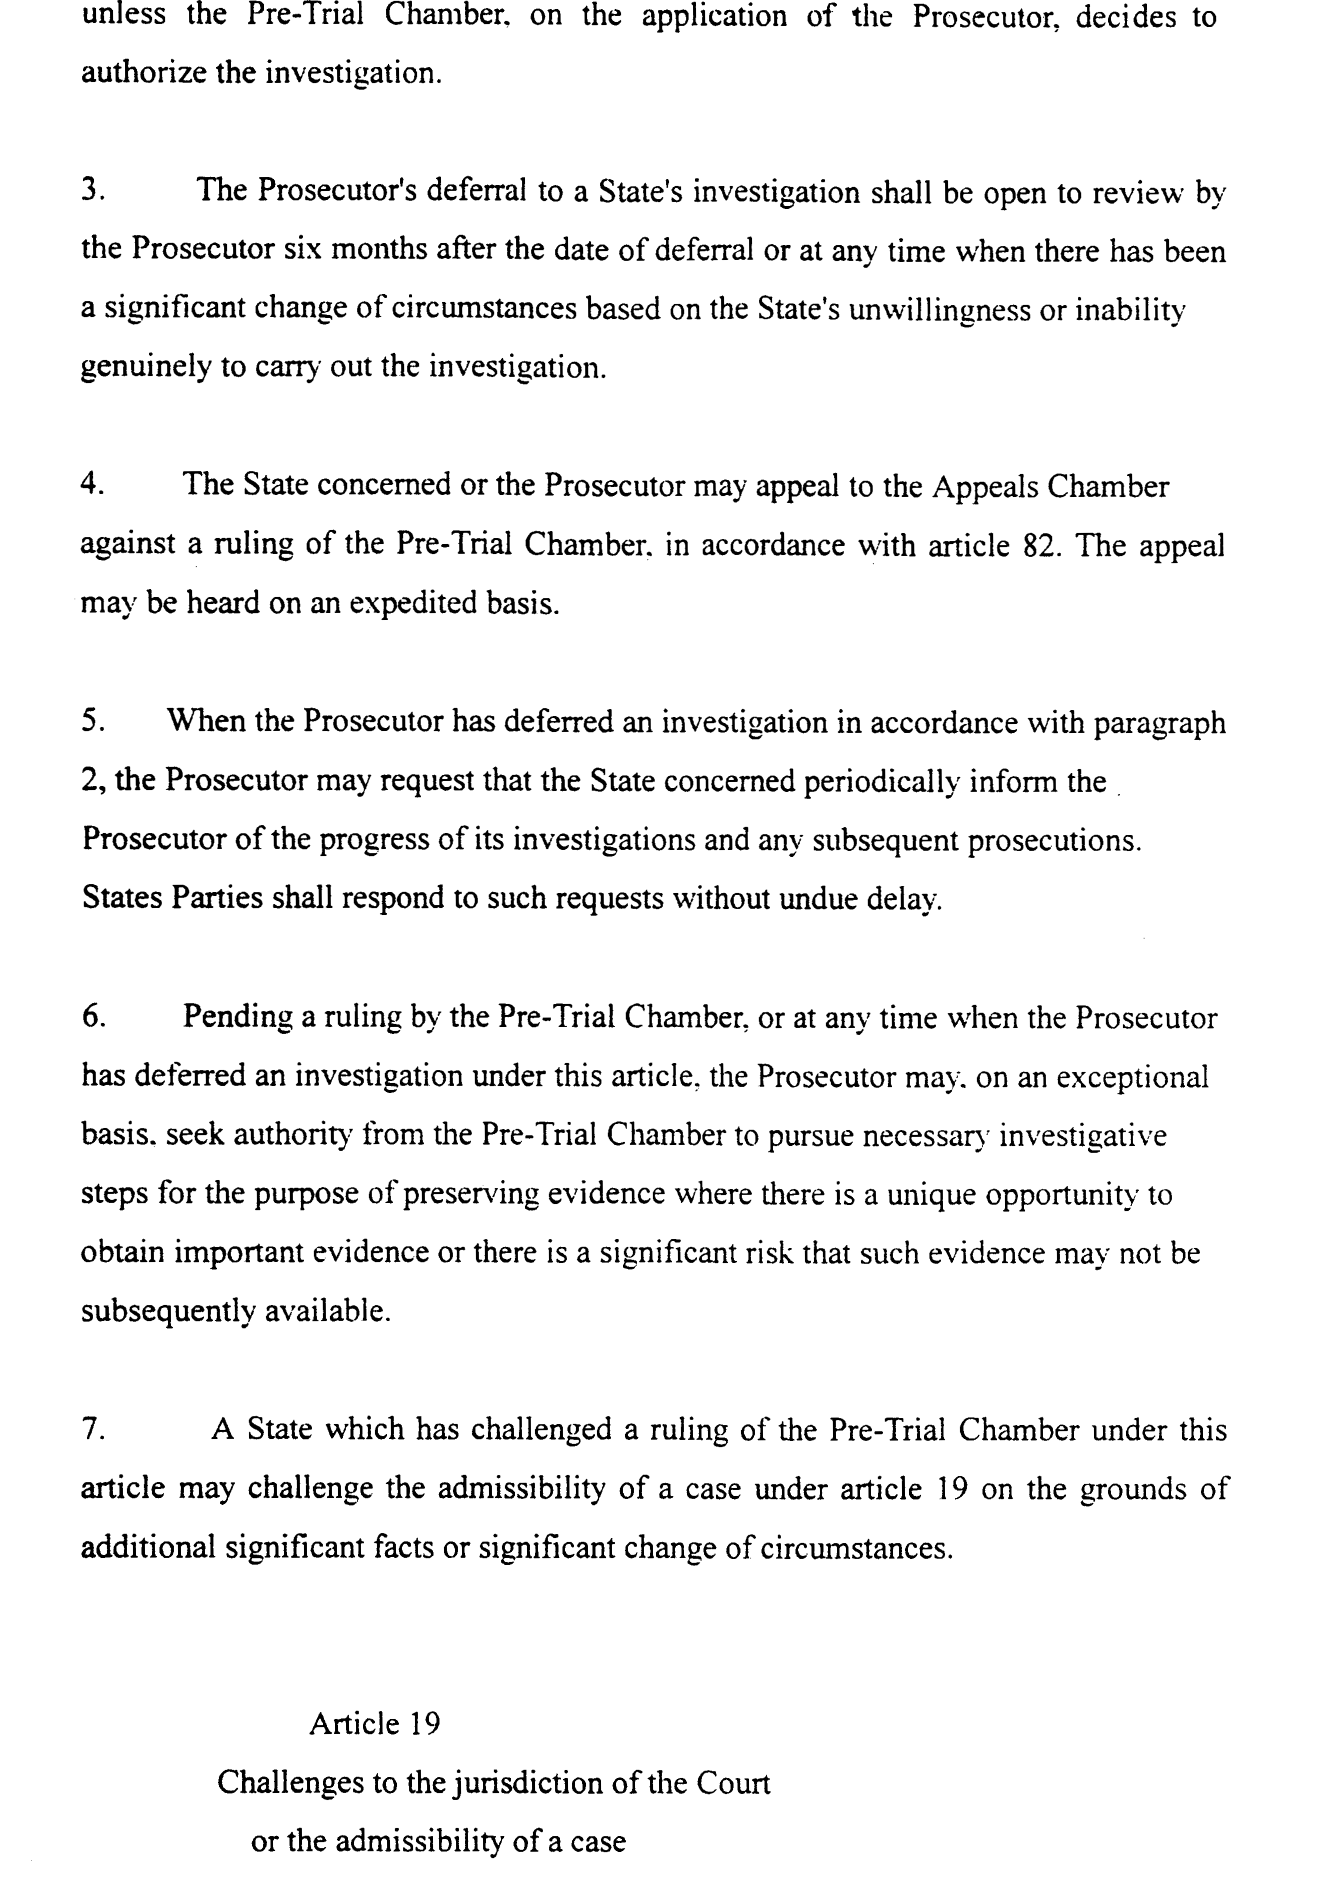 unless the Pre-Trial Chamber, on the application of the Prosecutor, decides to
authorize the investigation.
3. The Prosecutor's deferral to a State's investigation shall be open to review by
the Prosecutor six months after the date of deferral or at any time when there has been
a significant change of circumstances based on the State's unwillingness or inability
genuinely to carry out the investigation.
4. The State concerned or the Prosecutor may appeal to the Appeals Chamber
against a ruling of the Pre-Trial Chamber, in accordance with article 82. The appeal
may be heard on an expedited basis.
5. When the Prosecutor has deferred an investigation in accordance with paragraph
2, the Prosecutor may request that the State concerned periodically inform the
Prosecutor of the progress of its investigations and any subsequent prosecutions.
States Parties shall respond to such requests without undue delay.
6. Pending a ruling by the Pre-Trial Chamber, or at any time when the Prosecutor
has deferred an investigation under this article, the Prosecutor may, on an exceptional
basis, seek authority from the Pre-Trial Chamber to pursue necessary investigative
steps for the purpose of preserving evidence where there is a unique opportunity to
obtain important evidence or there is a significant risk that such evidence may not be
subsequently available.
7. A State which has challenged a ruling of the Pre-Trial Chamber under this
article may challenge the admissibility of a case under article 19 on the grounds of
additional significant facts or significant change of circumstances.
Article 19
Challenges to the jurisdiction of the Court
or the admissibility of a case